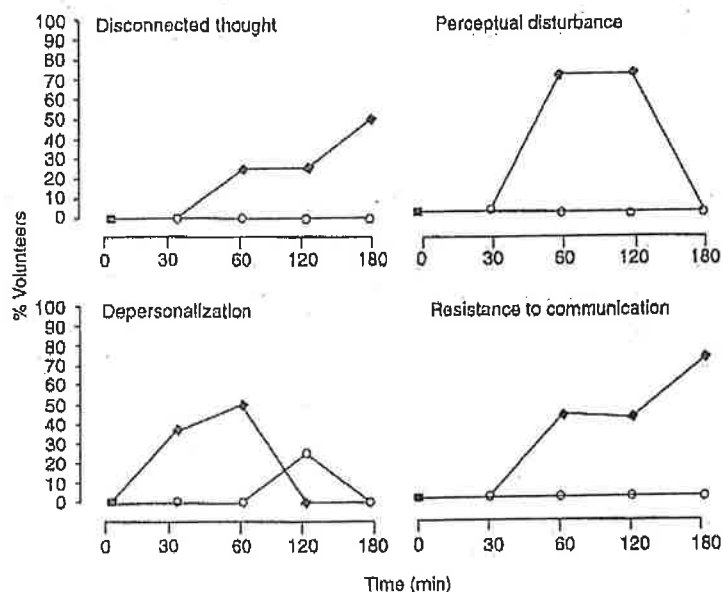 Disconnected thought
100
90
80
70
60
50
40
30
20
10
0
0 30 60 120 180
Perceptual disturbance
0 30 60 120 180
% Volunteers
Depersonalization
100
90
80
70
60
50
40
30
20
10
0
0 30 60 120 180
Resistance to communication
0 30 60 120 180
Time (min)